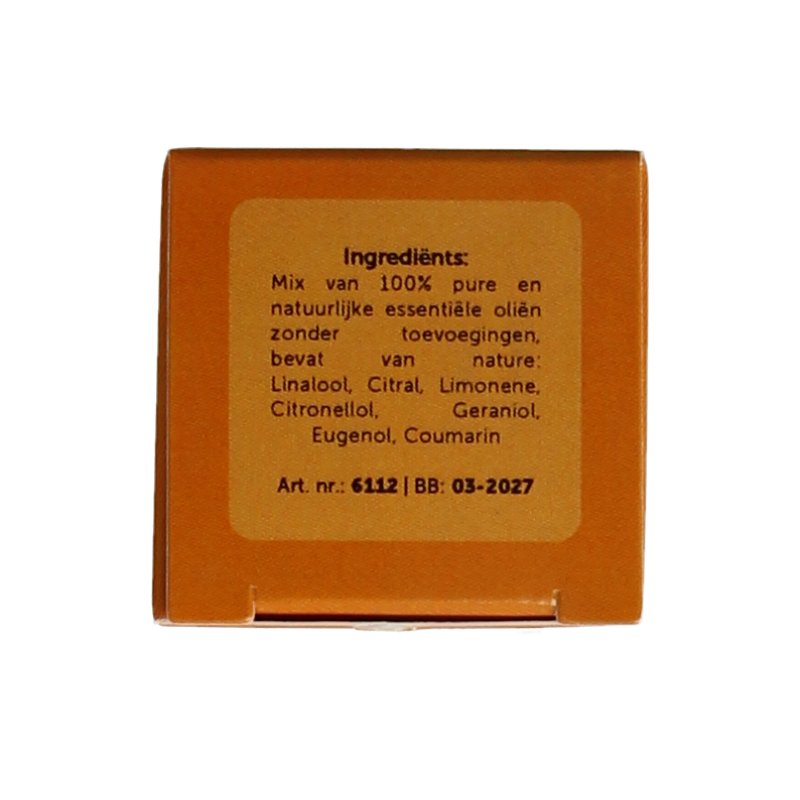 Ingrediënts:
Mix van 100% pure en
natuurlijke essentiële oliën
zonder toevoegingen,
bevat van nature:
Linalool, Citral, Limonene,
Citronellol, Geraniol,
Eugenol, Coumarin
Art. nr.: 6112 | BB: 03-2027